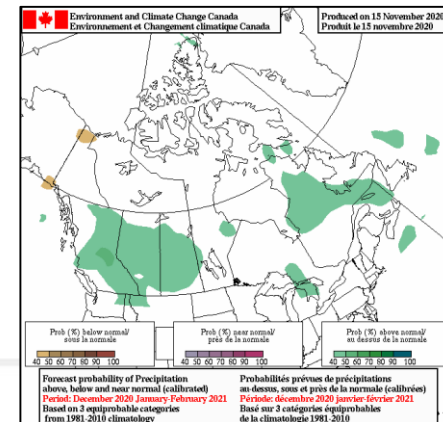 Environment and Climate Change Canada
Environnement et Changement climatique Canada
Produced on 15 November 2020
Produit le 15 novembre 2020
Prob (%) below normal/
sous la normale
40 50 60 70 80 90 100
Prob (%) near normal/
près de la normale
40 50 60 70 80 90 100
Prob (%) above normal/
au dessus de la normale
40 50 60 70 80 90 100
Forecast probability of Precipitation
above, below and near normal (calibrated)
Period: December 2020 January-February 2021
Based on 3 equiprobable categories
from 1981-2010 climatology
Probabilités prévues de précipitations
au dessus, sous et près de la normale (calibrées)
Période: décembre 2020 janvier-février 2021
Basé sur 3 catégories équiprobables
de la climatologie 1981-2010